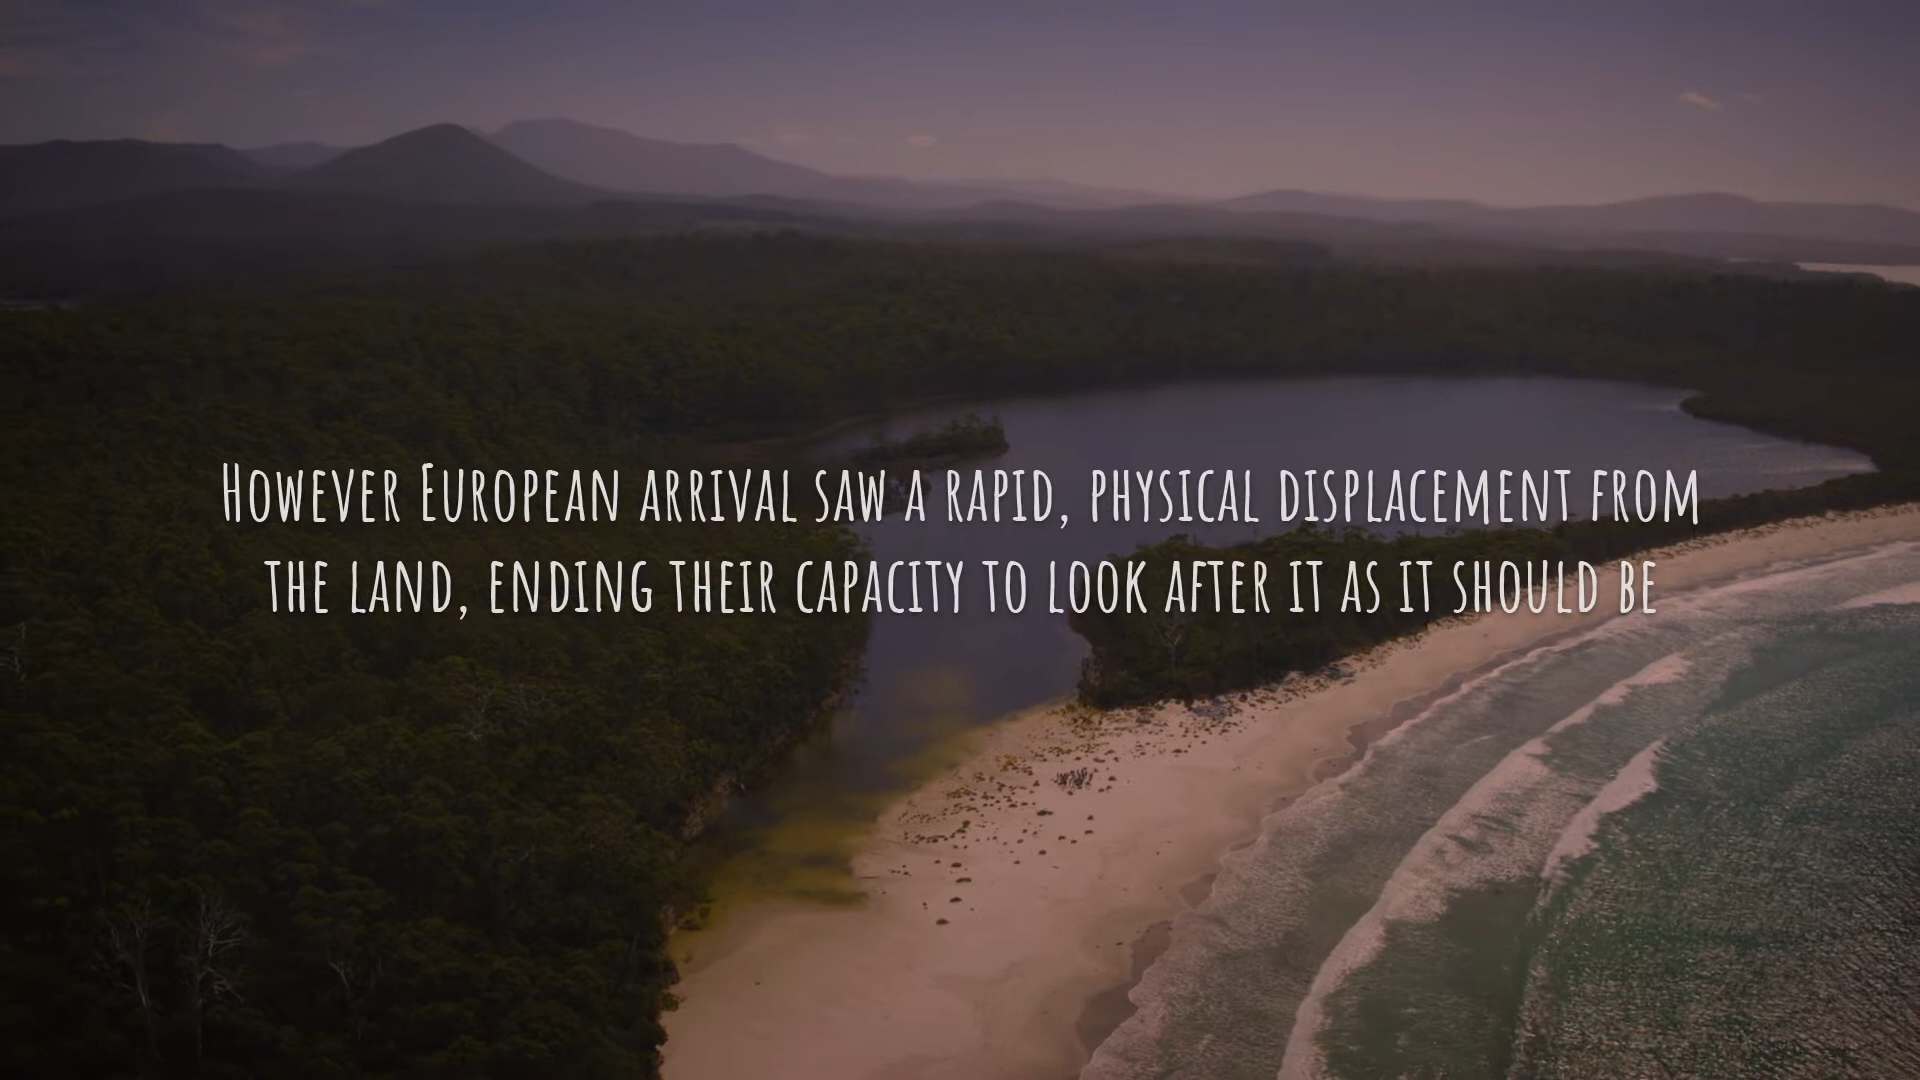 However European arrival saw a rapid, physical displacement from
the land, ending their capacity to look after it as it should be